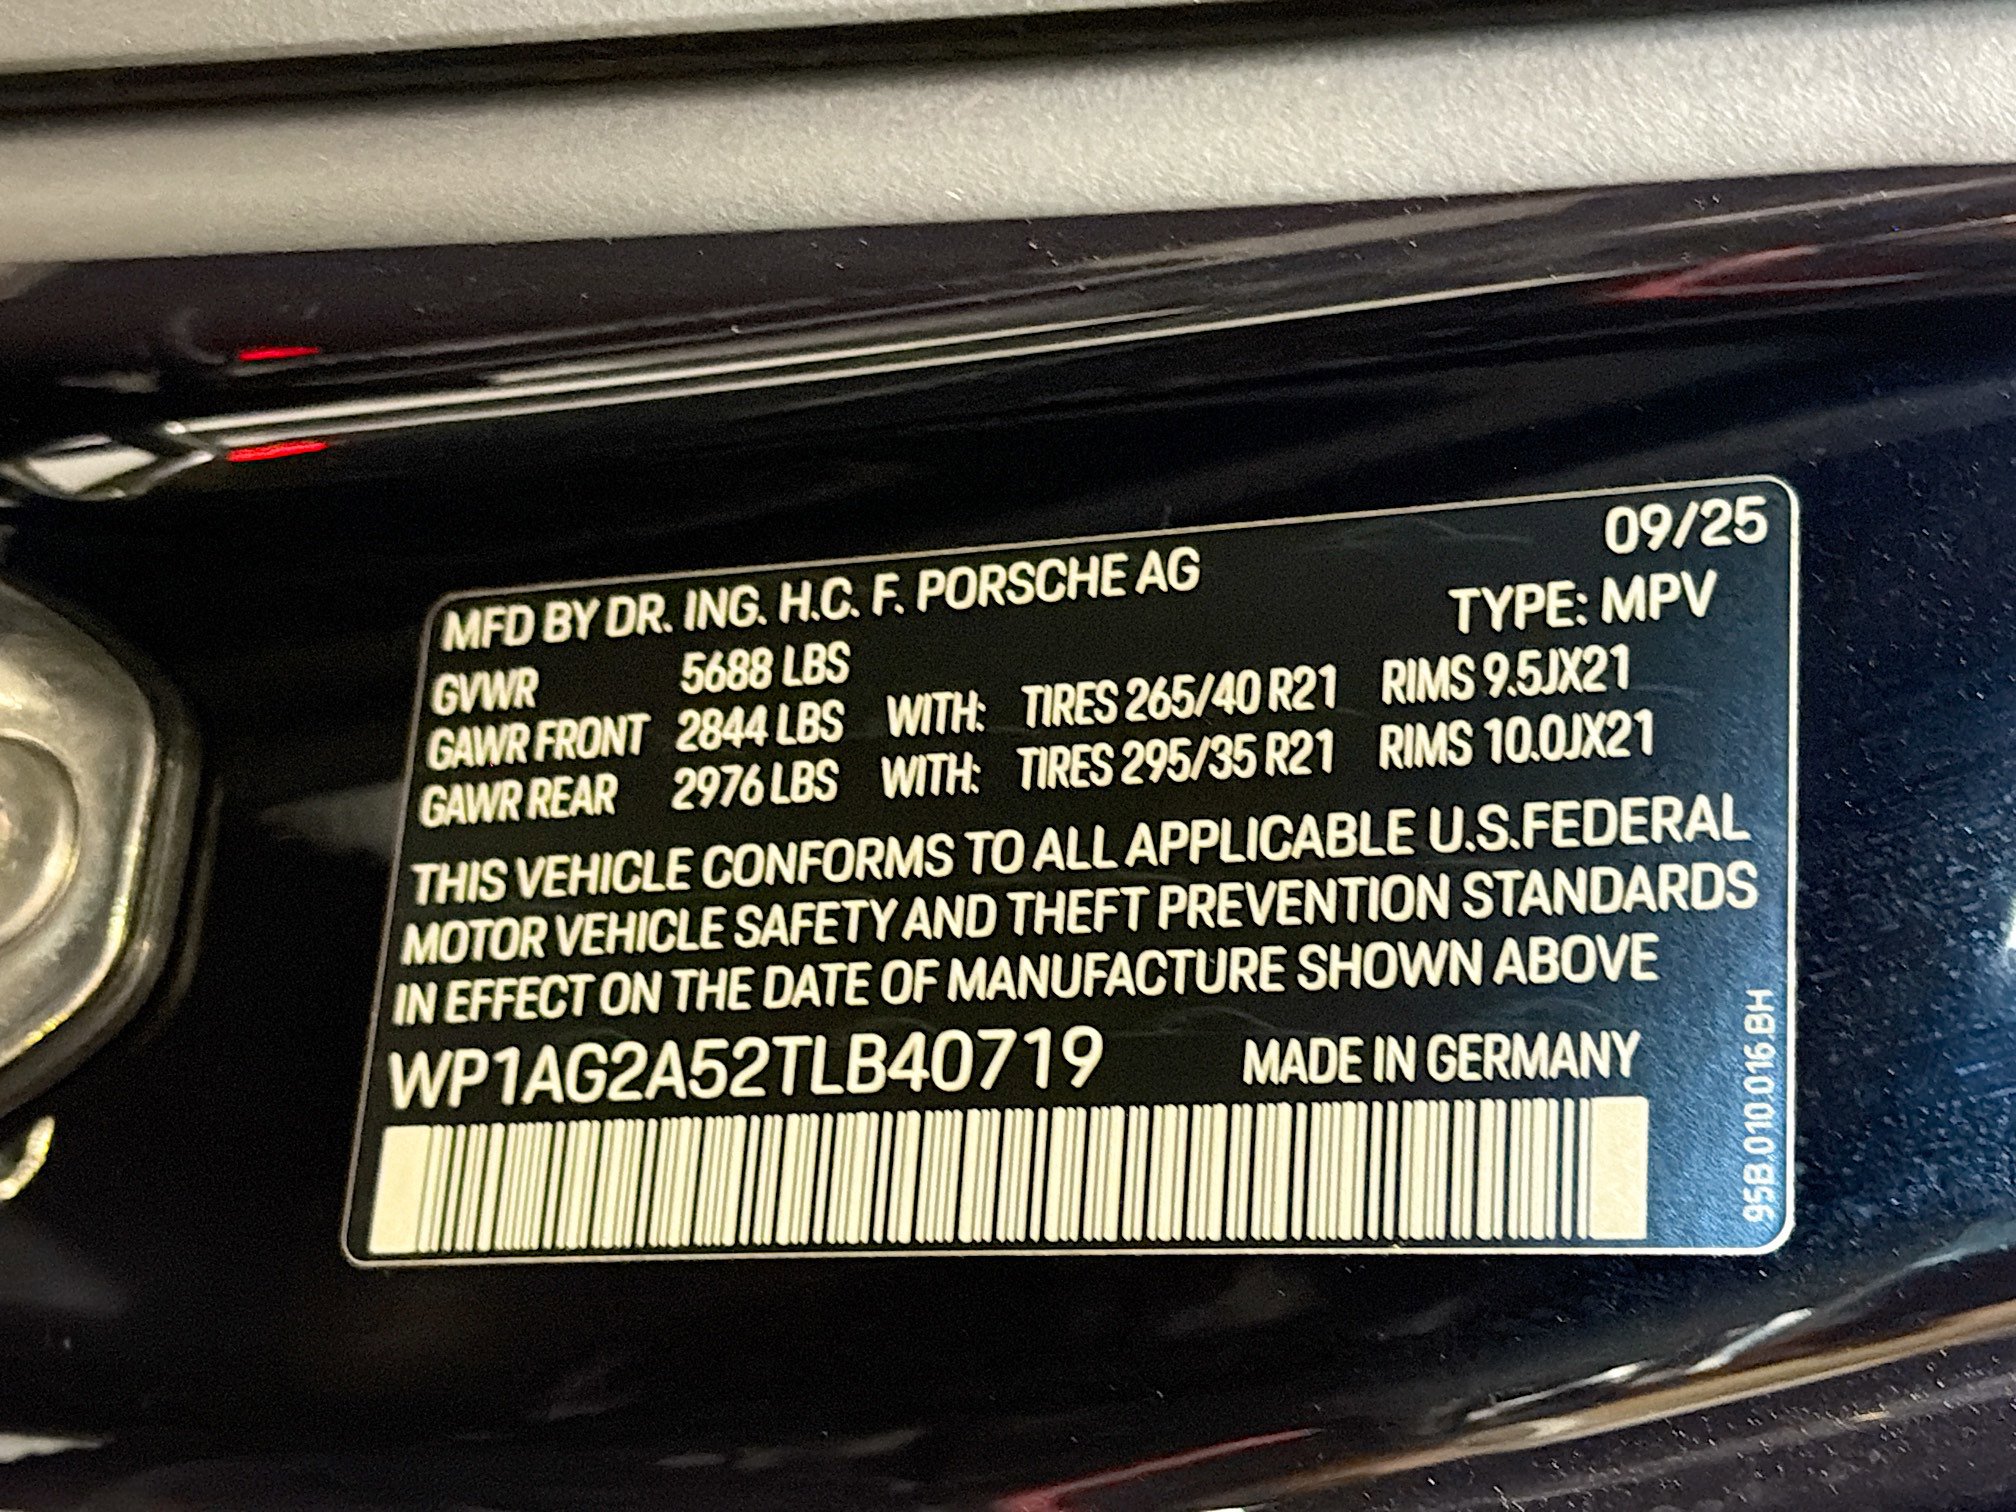 09/25
MFD BY DR. ING. H.C. F. PORSCHE AG
TYPE: MPV
GVWR 5688 LBS
GAWR FRONT 2844 LBS WITH: TIRES 265/40 R21 RIMS 9.5JX21
GAWR REAR 2976 LBS WITH: TIRES 295/35 R21 RIMS 10.0JX21
THIS VEHICLE CONFORMS TO ALL APPLICABLE U.S.FEDERAL
MOTOR VEHICLE SAFETY AND THEFT PREVENTION STANDARDS
IN EFFECT ON THE DATE OF MANUFACTURE SHOWN ABOVE
WP1AG2A52TLB40719 MADE IN GERMANY
95B.010.016.BH